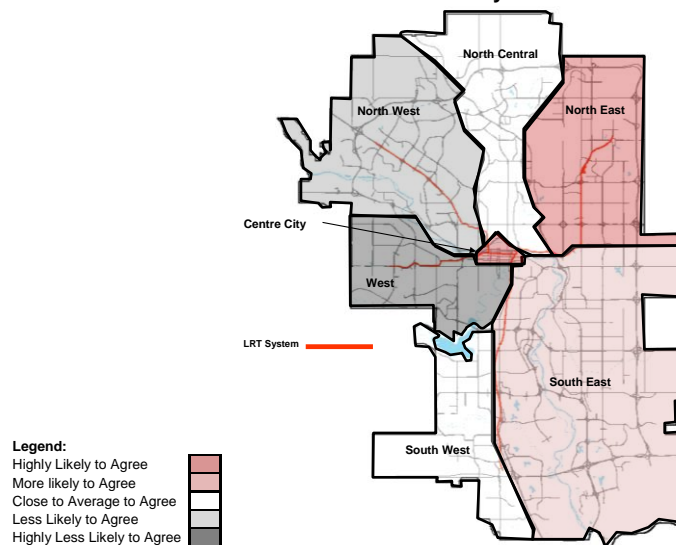 North Central
North West
North East
Centre City
West
LRT System
South East
South West
Legend:
Highly Likely to Agree
More likely to Agree
Close to Average to Agree
Less Likely to Agree
Highly Less Likely to Agree